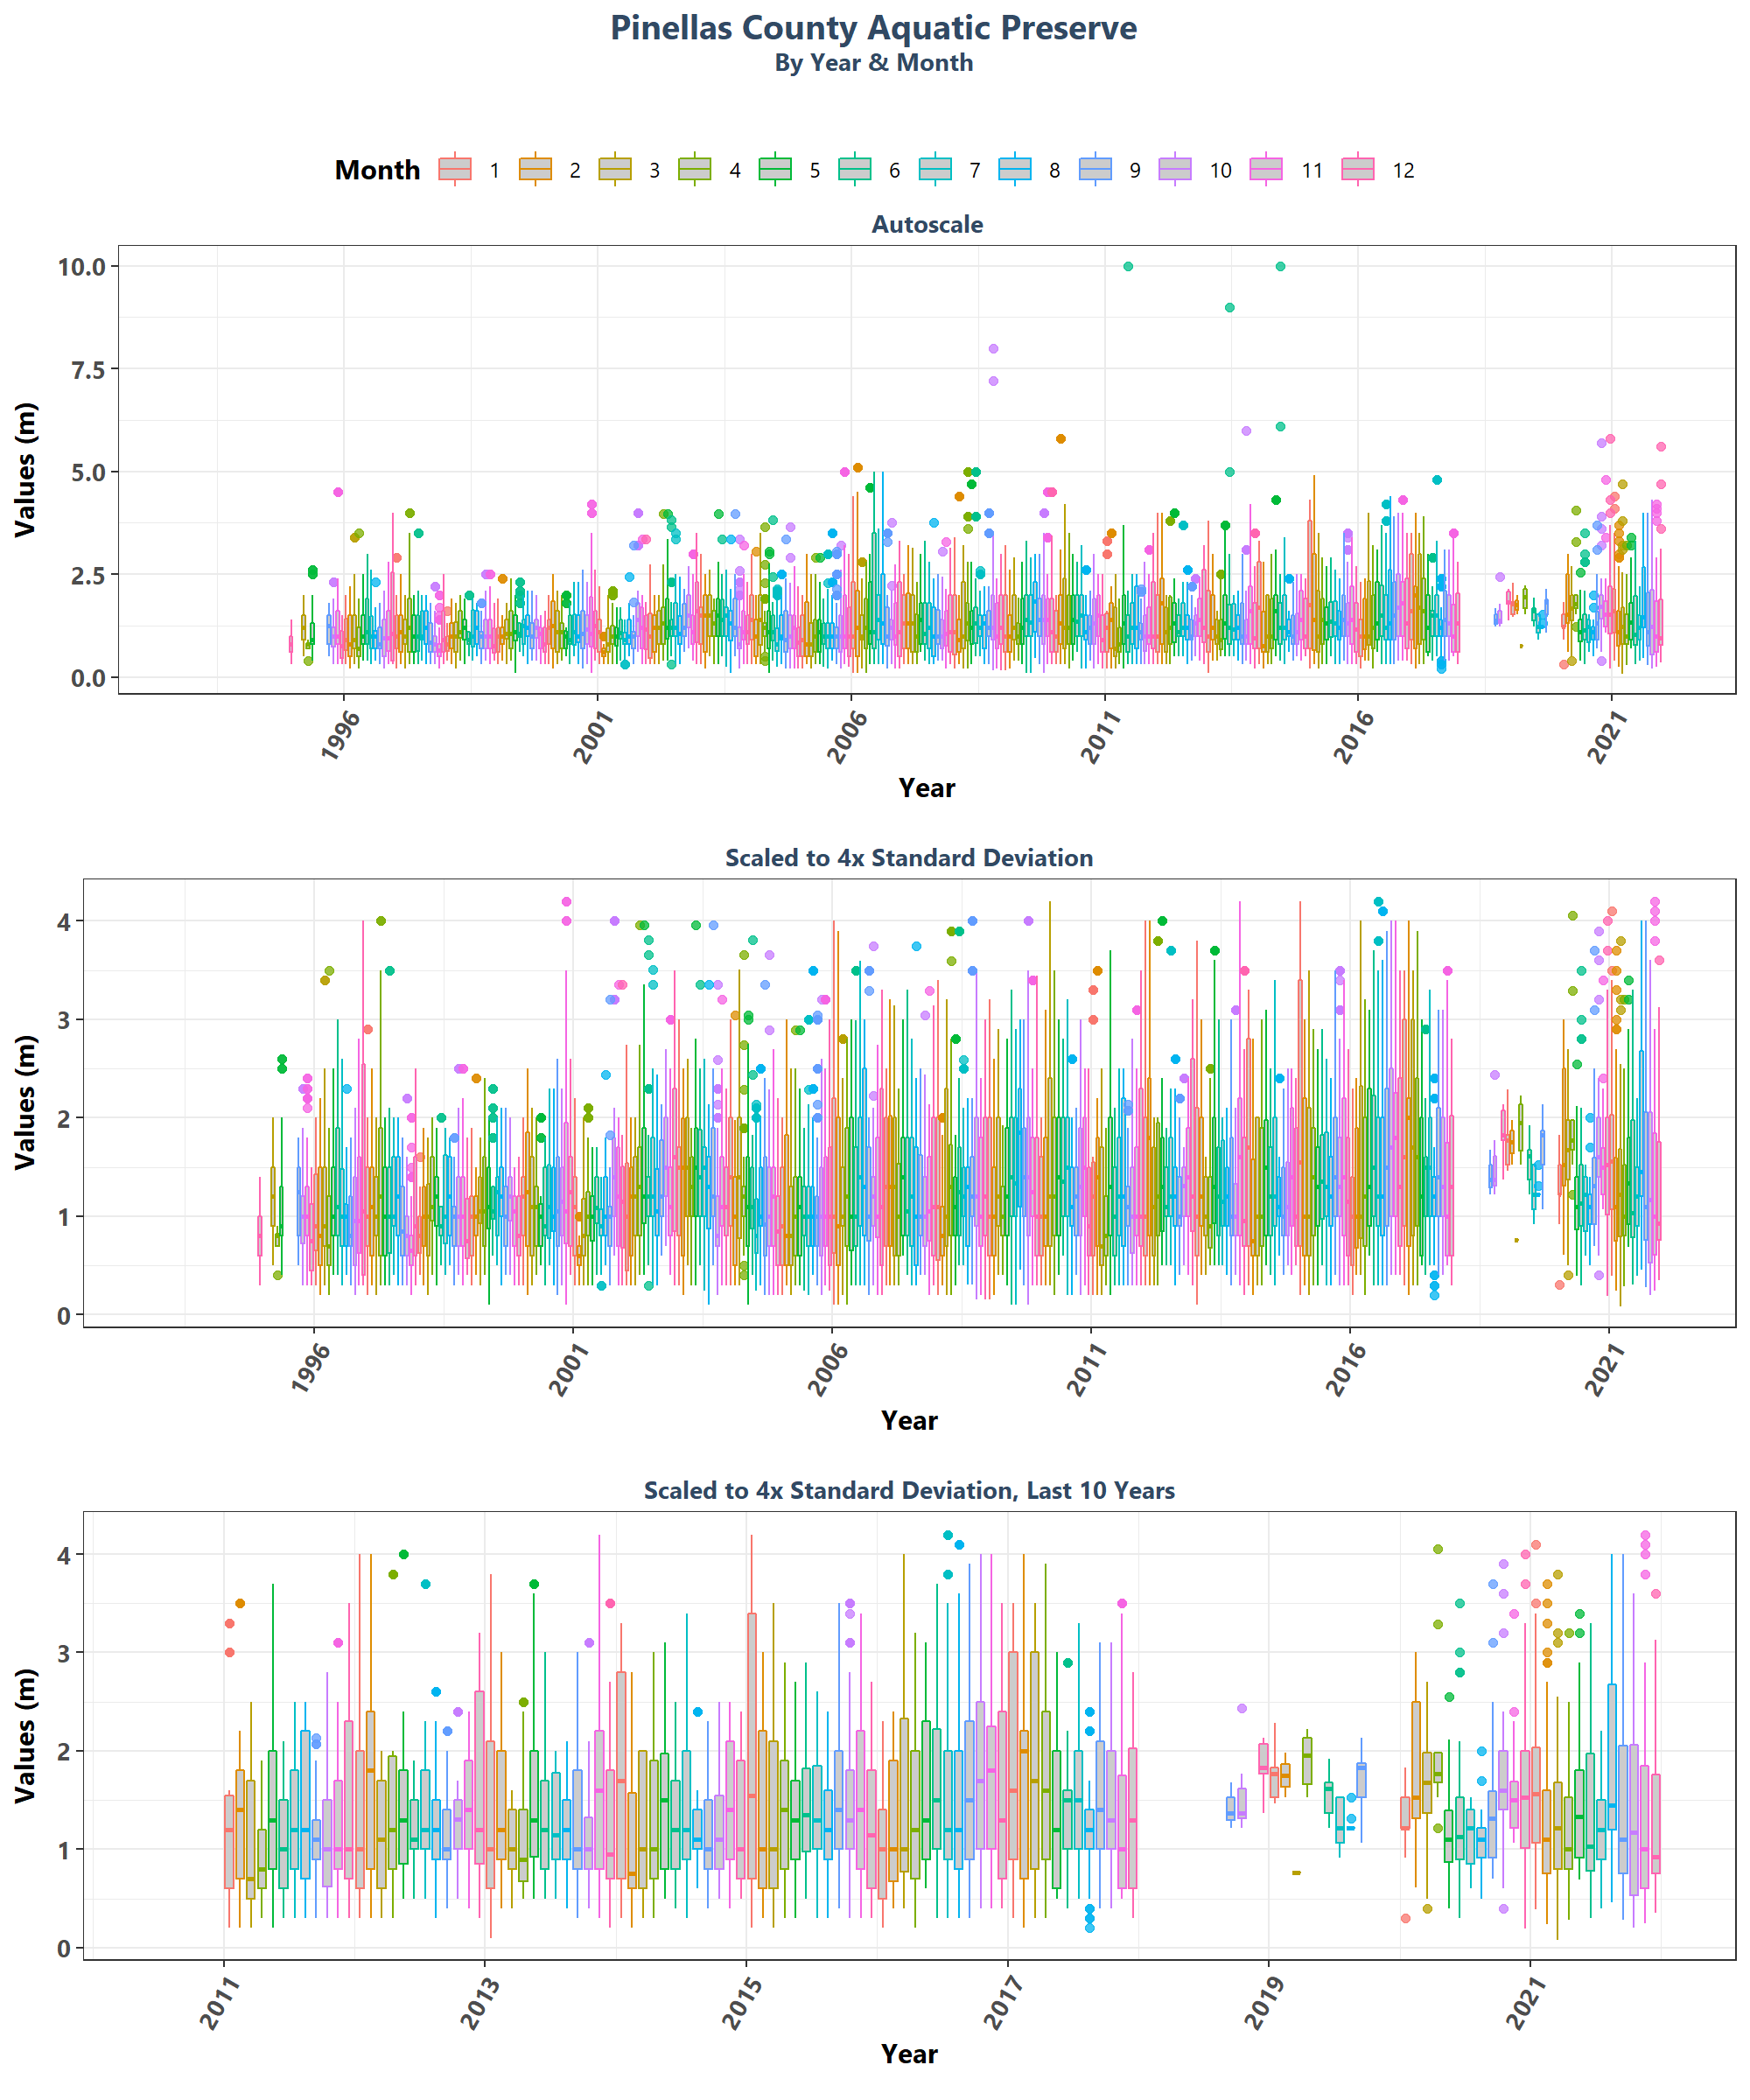 Pinellas County Aquatic Preserve
By Year & Month
Month 1 2 3 4 5 6 7 8 9 10 11 12
Autoscale
10.0
7.5
5.0
2.5
0.0
Values (m)
1996 2001 2006 2011 2016 2021
Year
Scaled to 4x Standard Deviation
4
3
2
1
0
Values (m)
1996 2001 2006 2011 2016 2021
Year
Scaled to 4x Standard Deviation, Last 10 Years
4
3
2
1
0
Values (m)
2011 2013 2015 2017 2019 2021
Year